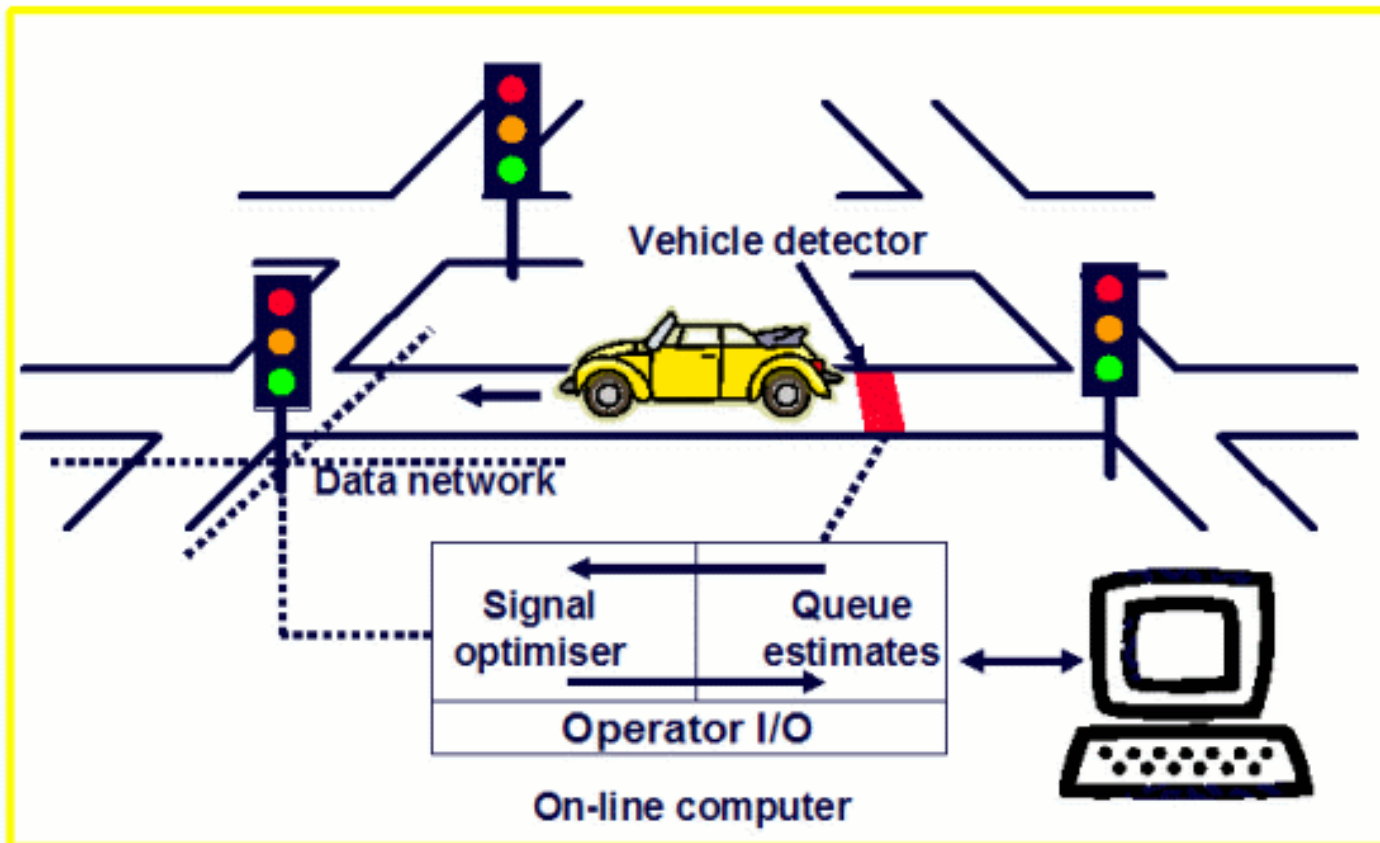 Vehicle detector
Data network
Signal
optimiser
Queue
estimates
Operator I/O
On-line computer